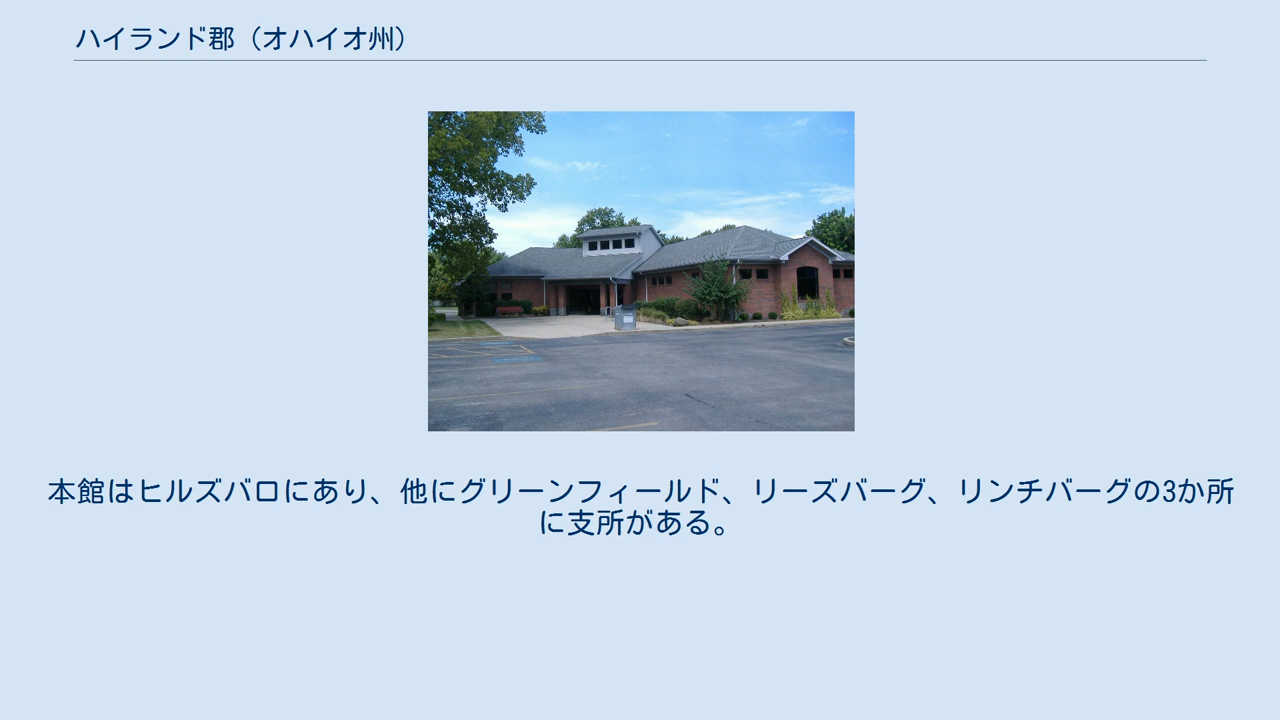 ハイランド郡（オハイオ州）
本館はヒルズバロにあり、他にグリーンフィールド、リーズバーグ、リンチバーグの3か所
に支所がある。